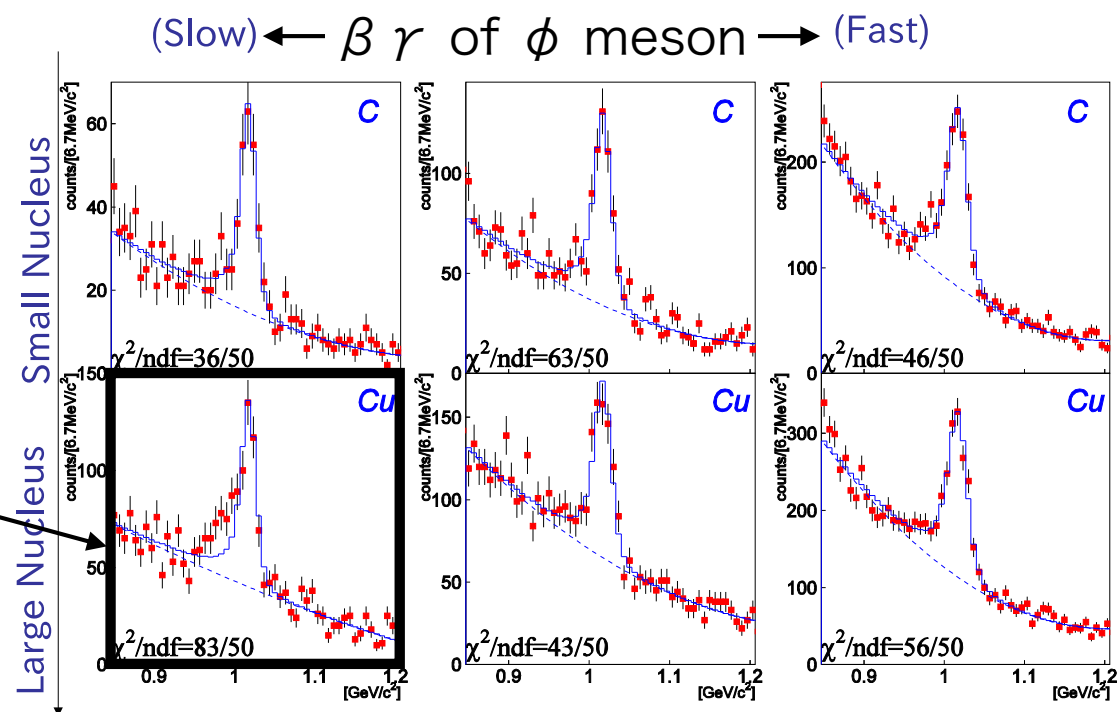 (Slow) ← β γ of ϕ meson → (Fast)
Small Nucleus
Large Nucleus
counts/[6.7MeV/c²]
60
40
20
C
χ²/ndf=36/50
counts/[6.7MeV/c²]
100
50
0
C
χ²/ndf=63/50
counts/[6.7MeV/c²]
200
100
0
C
χ²/ndf=46/50
counts/[6.7MeV/c²]
150
100
50
0
Cu
χ²/ndf=83/50
0.9 1 1.1 1.2
[GeV/c²]
counts/[6.7MeV/c²]
150
100
50
0
Cu
χ²/ndf=43/50
0.9 1 1.1 1.2
[GeV/c²]
counts/[6.7MeV/c²]
300
200
100
0
Cu
χ²/ndf=56/50
0.9 1 1.1 1.2
[GeV/c²]